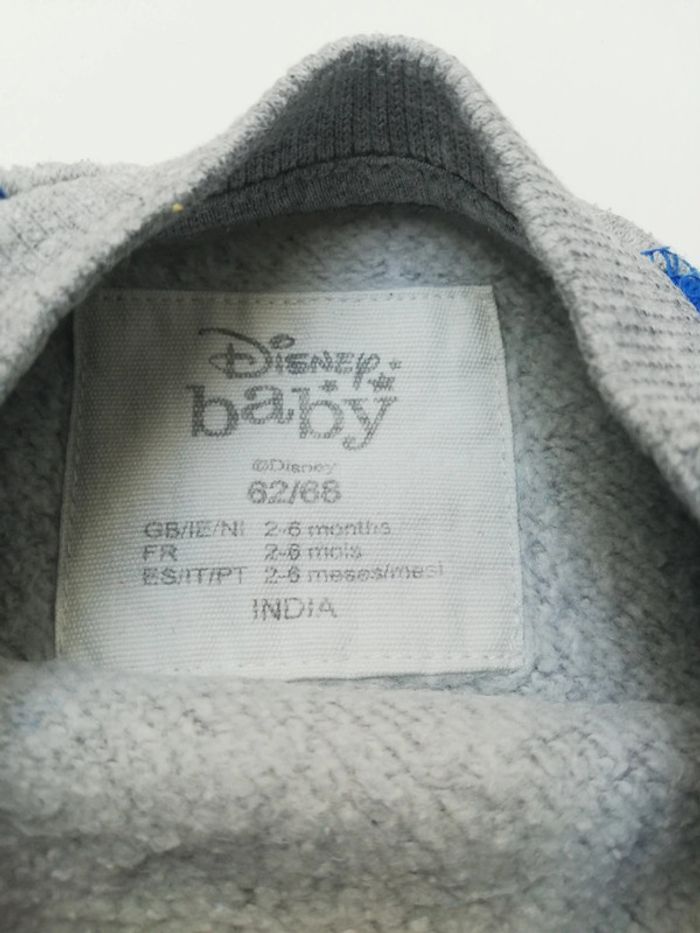 Disney
baby
©Disney
62/68
GB/IE/NI 2-6 months
FR 2-6 mois
ES/IT/PT 2-6 meses/mesi
INDIA